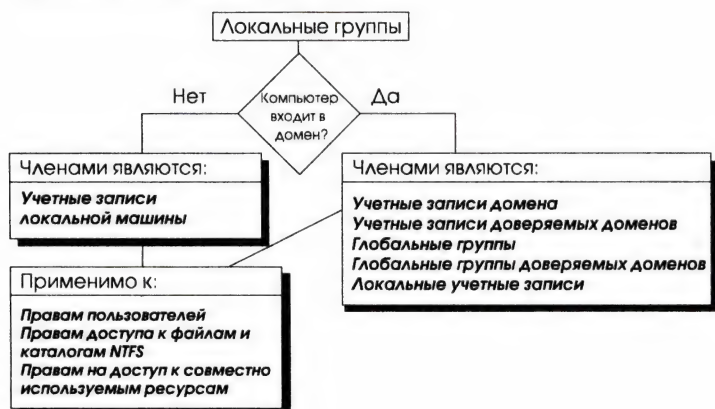 Локальные группы
Нет
Компьютер
входит в
домен?
Да
Членами являются:
Учетные записи
локальной машины
Членами являются:
Учетные записи домена
Учетные записи доверяемых доменов
Глобальные группы
Глобальные группы доверяемых доменов
Локальные учетные записи
Применимо к:
Правам пользователей
Правам доступа к файлам и
каталогам NTFS
Правам на доступ к совместно
используемым ресурсам